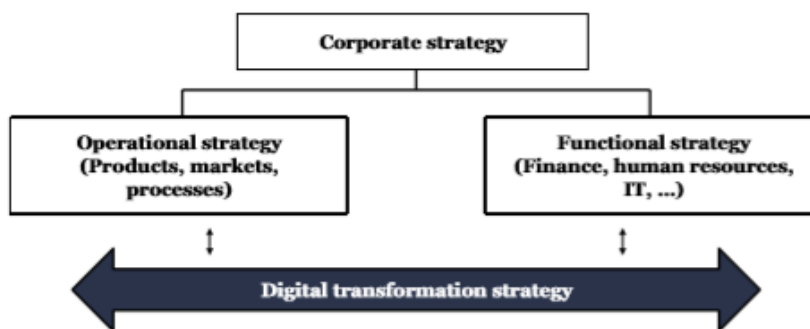 Corporate strategy
Operational strategy
(Products, markets,
processes)
Functional strategy
(Finance, human resources,
IT, ...)
Digital transformation strategy